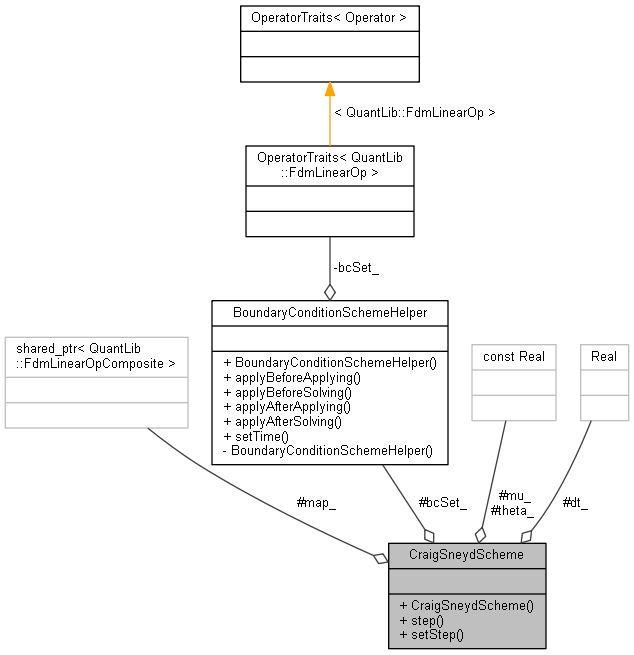 OperatorTraits< Operator >
< QuantLib::FdmLinearOp >
OperatorTraits< QuantLib
::FdmLinearOp >
-bcSet_
BoundaryConditionSchemeHelper
+ BoundaryConditionSchemeHelper()
+ applyBeforeApplying()
+ applyBeforeSolving()
+ applyAfterApplying()
+ applyAfterSolving()
+ setTime()
- BoundaryConditionSchemeHelper()
shared_ptr< QuantLib
::FdmLinearOpComposite >
const Real
Real
#map_
#bcSet_
#mu_
#theta_
#dt_
CraigSneydScheme
+ CraigSneydScheme()
+ step()
+ setStep()